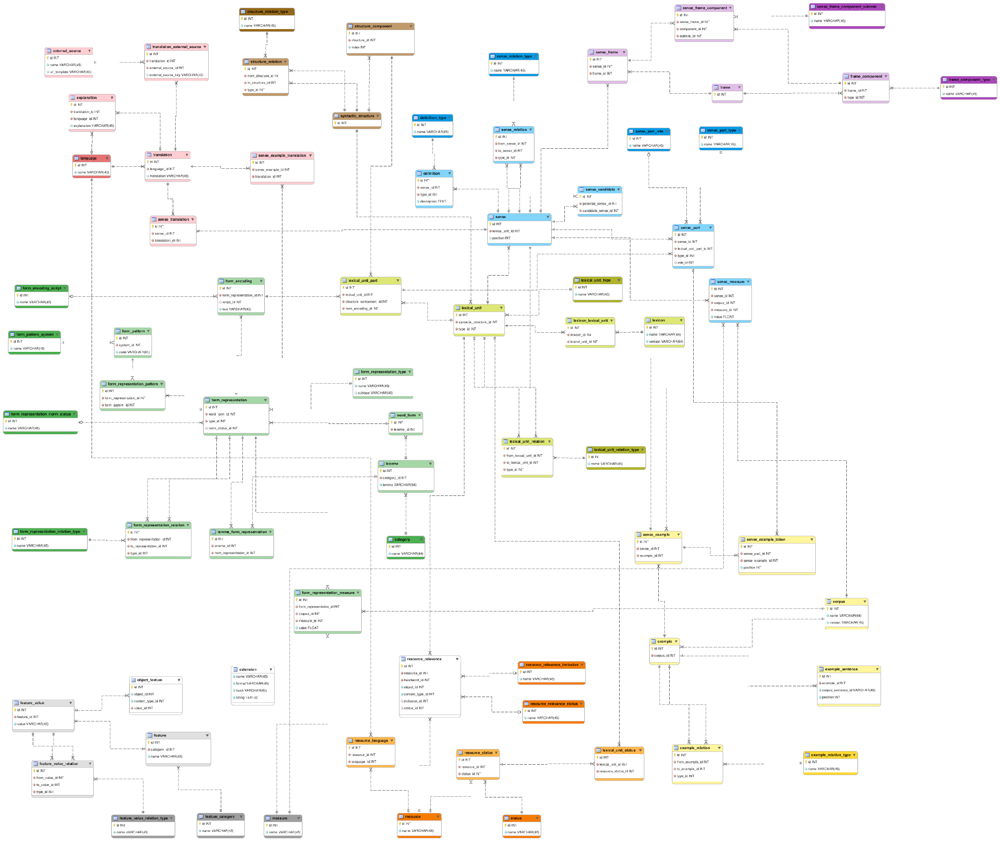 structure_relation_type
id INT
name VARCHAR(45)
structure_component
id INT
structure_id INT
index INT
sense_frame_component
id INT
sense_frame_id INT
component_id INT
subrole_id INT
sense_frame_component_subrole
id INT
name VARCHAR(45)
external_source
id INT
name VARCHAR(45)
url_template VARCHAR(45)
translation_external_source
id INT
translation_id INT
external_source_id INT
external_source_key VARCHAR(45)
structure_relation
id INT
from_structure_id INT
to_structure_id INT
type_id INT
sense_relation_type
id INT
name VARCHAR(45)
sense_frame
id INT
sense_id INT
frame_id INT
frame
id INT
frame_component
id INT
frame_id INT
type_id INT
frame_component_type
id INT
name VARCHAR(45)
explanation
id INT
translation_id INT
language_id INT
explanation VARCHAR(45)
syntactic_structure
id INT
definition_type
id INT
name VARCHAR(45)
sense_relation
id INT
from_sense_id INT
to_sense_id INT
type_id INT
sense_part_role
id INT
name VARCHAR(45)
sense_part_type
id INT
name VARCHAR(45)
language
id INT
name VARCHAR(45)
translation
id INT
language_id INT
translation VARCHAR(45)
sense_example_translation
id INT
sense_example_id INT
translation_id INT
definition
id INT
sense_id INT
type_id INT
description TEXT
sense_candidate
id INT
potential_sense_id INT
candidate_sense_id INT
sense_translation
id INT
sense_id INT
translation_id INT
sense
id INT
lexical_unit_id INT
position INT
sense_part
id INT
sense_id INT
lexical_unit_part_id INT
type_id INT
role_id INT
form_encoding_script
id INT
name VARCHAR(45)
form_encoding
id INT
form_representation_id INT
script_id INT
text VARCHAR(45)
lexical_unit_part
id INT
lexical_unit_id INT
structure_component_id INT
form_encoding_id INT
lexical_unit_type
id INT
name VARCHAR(45)
sense_measure
id INT
sense_id INT
corpus_id INT
measure_id INT
value FLOAT
lexical_unit
id INT
syntactic_structure_id INT
type_id INT
lexicon_lexical_unit
id INT
lexicon_id INT
lexical_unit_id INT
lexicon
id INT
name VARCHAR(64)
version VARCHAR(64)
form_pattern_system
id INT
name VARCHAR(45)
form_pattern
id INT
system_id INT
code VARCHAR(45)
form_representation_pattern
id INT
form_representation_id INT
form_pattern_id INT
form_representation_type
id INT
name VARCHAR(45)
subtype VARCHAR(45)
form_representation_norm_status
id INT
name VARCHAR(45)
form_representation
id INT
word_form_id INT
type_id INT
norm_status_id INT
word_form
id INT
lexeme_id INT
lexical_unit_relation
id INT
from_lexical_unit_id INT
to_lexical_unit_id INT
type_id INT
lexical_unit_relation_type
id INT
name VARCHAR(45)
lexeme
id INT
category_id INT
lemma VARCHAR(64)
form_representation_relation_type
id INT
name VARCHAR(45)
form_representation_relation
id INT
from_representation_id INT
to_representation_id INT
type_id INT
lemma_form_representation
id INT
lexeme_id INT
form_representation_id INT
category
id INT
name VARCHAR(64)
sense_example
id INT
sense_id INT
example_id INT
sense_example_token
id INT
sense_part_id INT
sense_example_id INT
position INT
form_representation_measure
id INT
form_representation_id INT
corpus_id INT
measure_id INT
value FLOAT
corpus
id INT
name VARCHAR(64)
version VARCHAR(45)
example
id INT
corpus_id INT
resource_relevance
id INT
resource_id INT
headword_id INT
object_id INT
content_type_id INT
inclusion_id INT
status_id INT
resource_relevance_inclusion
id INT
name VARCHAR(45)
example_sentence
id INT
example_id INT
corpus_sentence_id VARCHAR(45)
position INT
object_feature
id INT
object_id INT
content_type_id INT
value_id INT
extension
name VARCHAR(45)
format VARCHAR(45)
hash VARCHAR(45)
string TEXT(0)
feature_value
id INT
feature_id INT
value VARCHAR(45)
resource_relevance_status
id INT
name VARCHAR(45)
feature
id INT
category_id INT
name VARCHAR(45)
resource_language
id INT
resource_id INT
language_id INT
resource_status
id INT
resource_id INT
status_id INT
lexical_unit_status
id INT
lexical_unit_id INT
resource_status_id INT
example_relation
id INT
from_example_id INT
to_example_id INT
type_id INT
example_relation_type
id INT
name VARCHAR(45)
feature_value_relation
id INT
from_value_id INT
to_value_id INT
type_id INT
feature_value_relation_type
id INT
name VARCHAR(45)
feature_category
id INT
name VARCHAR(45)
measure
id INT
name VARCHAR(45)
resource
id INT
name VARCHAR(45)
status
id INT
name VARCHAR(45)